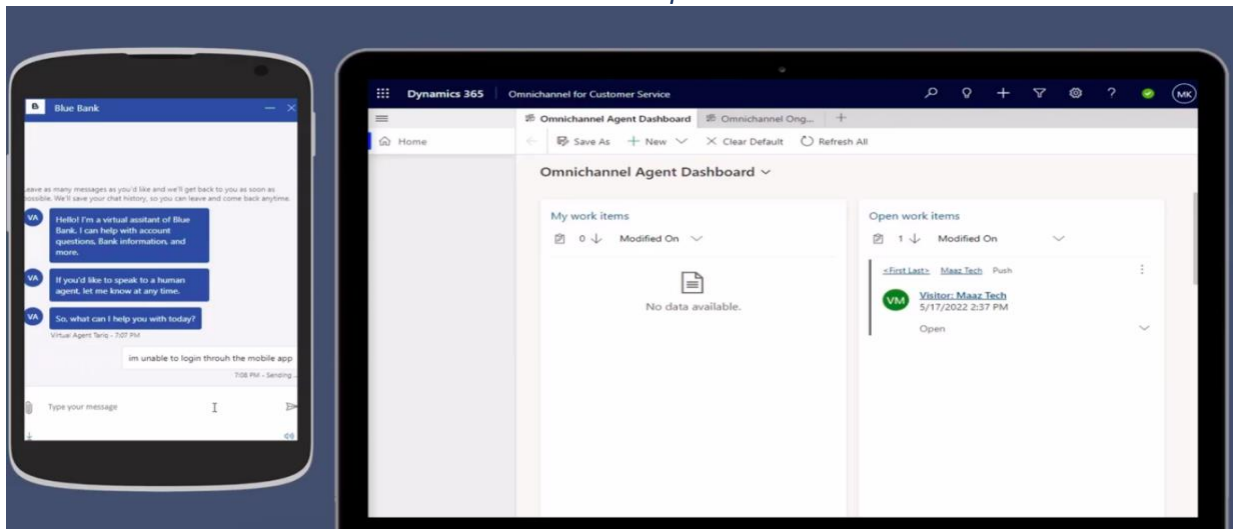 B Blue Bank
Leave as many messages as you'd like and we'll get back to you as soon as
possible. We'll save your chat history, so you can leave and come back anytime.
VA
Hello! I'm a virtual assitant of Blue
Bank. I can help with account
questions, Bank information, and
more.
VA
If you'd like to speak to a human
agent, let me know at any time.
VA
So, what can I help you with today?
Virtual Agent Tariq - 7:07 PM
im unable to login throuh the mobile app
7:08 PM - Sending...
Type your message
Dynamics 365 Omnichannel for Customer Service
MK
Omnichannel Agent Dashboard Omnichannel Ong...
Home
Save As New Clear Default Refresh All
Omnichannel Agent Dashboard
My work items
0 Modified On
No data available.
Open work items
1 Modified On
<First Last> Maaz Tech Push
VM
Visitor: Maaz Tech
5/17/2022 2:37 PM
Open